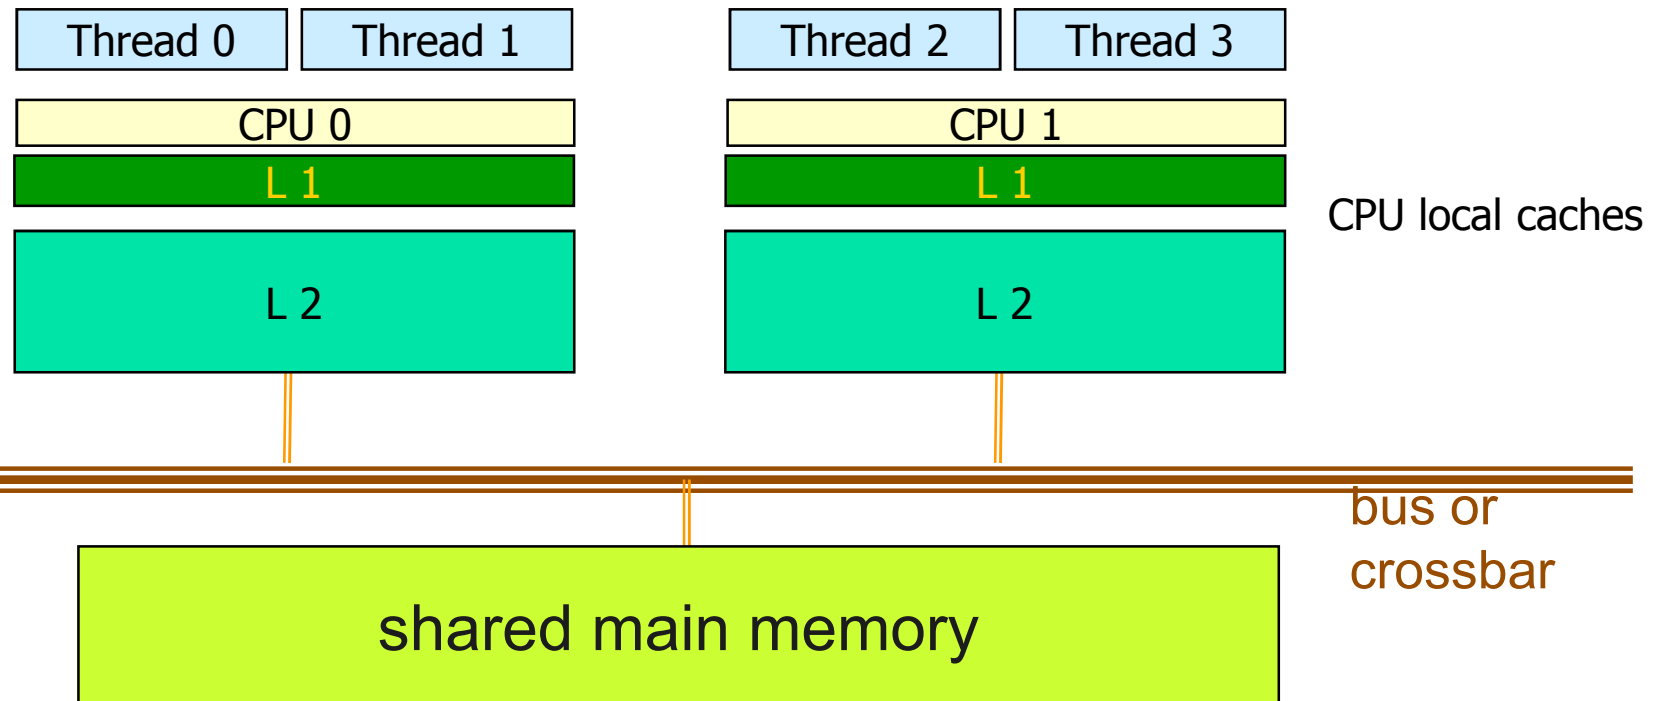 Thread 0 Thread 1 Thread 2 Thread 3
CPU 0 CPU 1
L 1 L 1
CPU local caches
L 2 L 2
bus or
crossbar
shared main memory